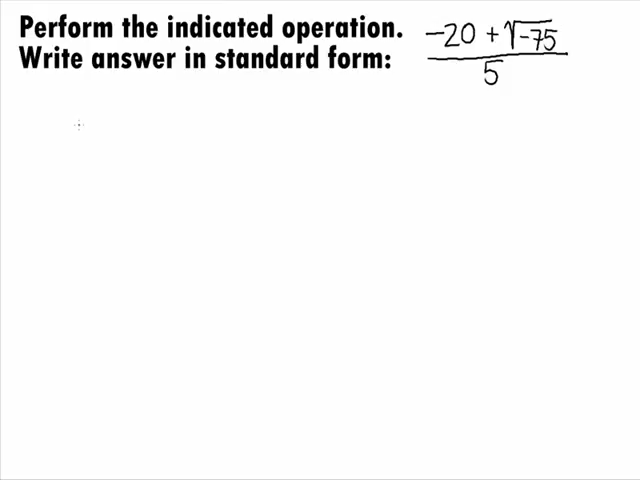 Perform the indicated operation.
Write answer in standard form:
-20 + √-75
5